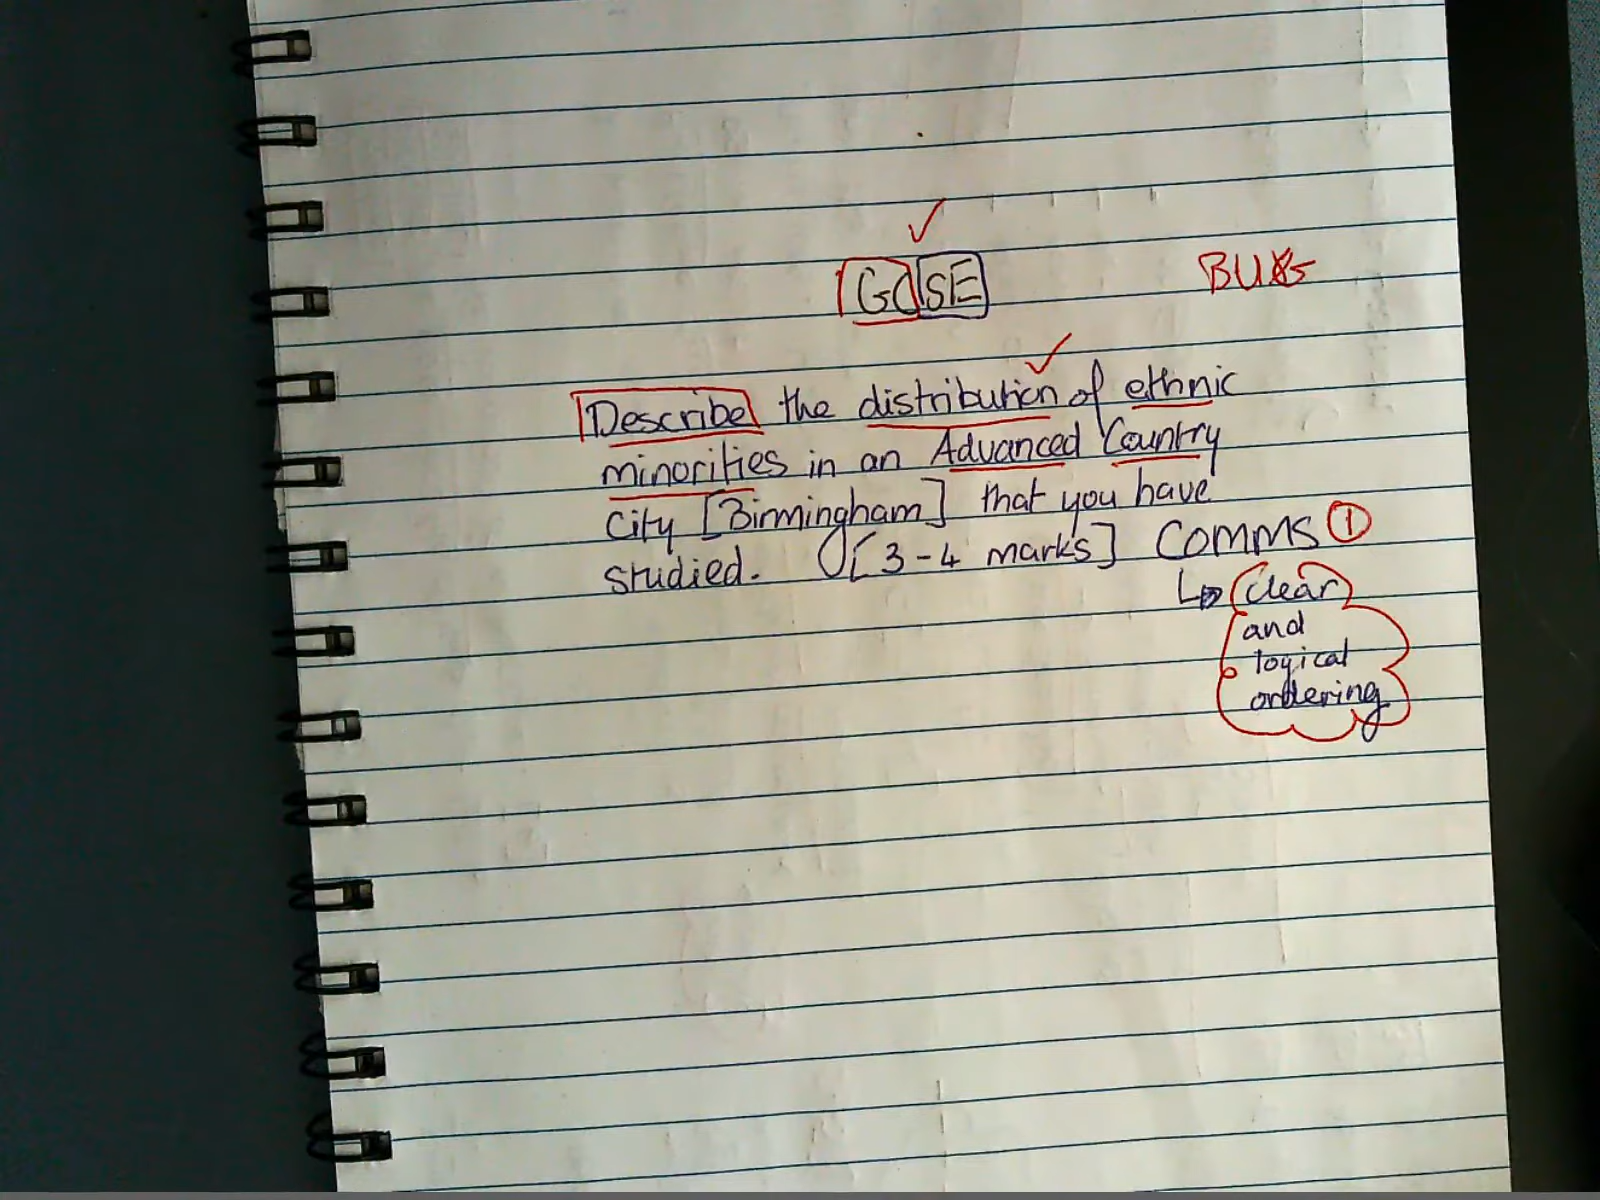 GCSE
BUG
Describe the distribution of ethnic
minorities in an Advanced Country
City [Birmingham] that you have
studied. [3-4 marks] COMMS ①
clear
and
logical
ordering